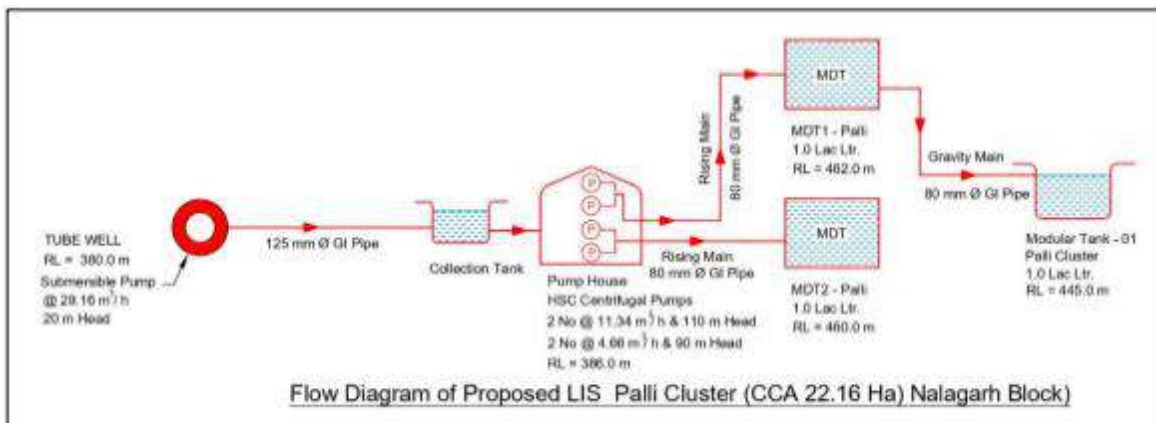 TUBE WELL
RL = 380.0 m
Submersible Pump
@ 29.16 m³/h
20 m Head
125 mm Ø GI Pipe
Collection Tank
P
P
P
P
Pump House
HSC Centrifugal Pumps
2 No @ 11.34 m³/h & 110 m Head
2 No @ 4.66 m³/h & 90 m Head
RL = 386.0 m
Rising Main
80 mm Ø GI Pipe
Rising Main
80 mm Ø GI Pipe
MDT
MDT1 - Palli
1.0 Lac Ltr.
RL = 462.0 m
MDT
MDT2 - Palli
1.0 Lac Ltr.
RL = 460.0 m
Gravity Main
80 mm Ø GI Pipe
Modular Tank - 01
Palli Cluster
1.0 Lac Ltr.
RL = 445.0 m
Flow Diagram of Proposed LIS Palli Cluster (CCA 22.16 Ha) Nalagarh Block)